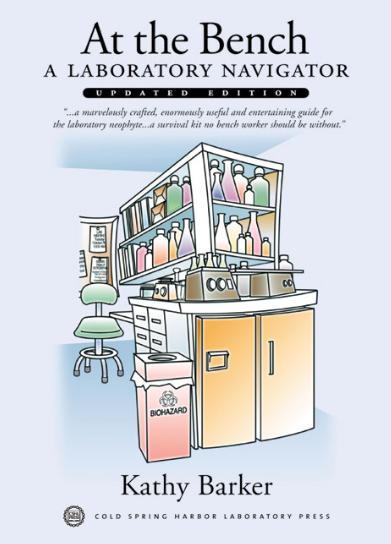 At the Bench
A LABORATORY NAVIGATOR
UPDATED EDITION
“...a marvelously crafted, enormously useful and entertaining guide for
the laboratory neophyte...a survival kit no bench worker should be without.”
BIOHAZARD
Kathy Barker
COLD SPRING HARBOR LABORATORY PRESS